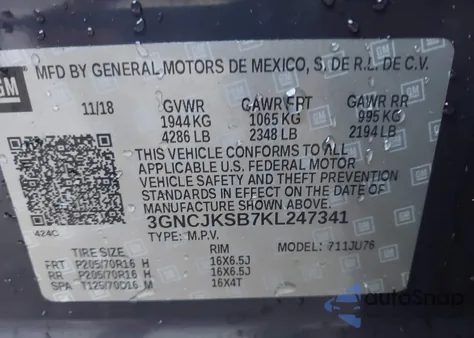 GM
MFD BY GENERAL MOTORS DE MEXICO, S. DE R.L. DE C.V.
11/18 GVWR GAWR FRT GAWR RR
1944 KG 1065 KG 995 KG
4286 LB 2348 LB 2194 LB
THIS VEHICLE CONFORMS TO ALL
APPLICABLE U.S. FEDERAL MOTOR
VEHICLE SAFETY AND THEFT PREVENTION
STANDARDS IN EFFECT ON THE DATE OF
MANUFACTURE SHOWN ABOVE.
424C 3GNCJKSB7KL247341
TYPE: M.P.V. MODEL: 711JU76
TIRE SIZE RIM
FRT P205/70R16 H 16X6.5J
RR P205/70R16 H 16X6.5J
SPA T125/70D16 M 16X4T
autoSnap